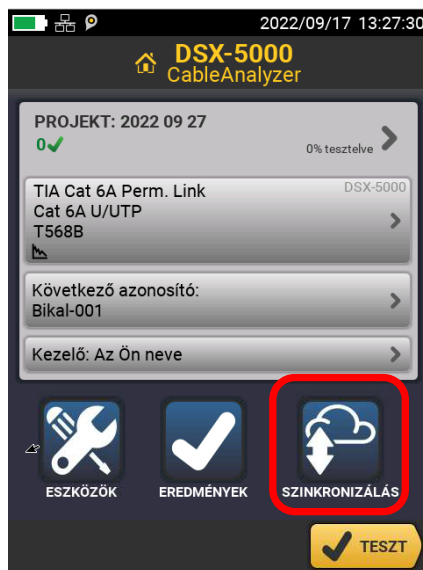 2022/09/17 13:27:30
DSX-5000
CableAnalyzer
PROJEKT: 2022 09 27
0
0% tesztelve
TIA Cat 6A Perm. Link
DSX-5000
Cat 6A U/UTP
T568B
Következő azonosító:
Bikal-001
Kezelő: Az Ön neve
ESZKÖZÖK
EREDMÉNYEK
SZINKRONIZÁLÁS
TESZT